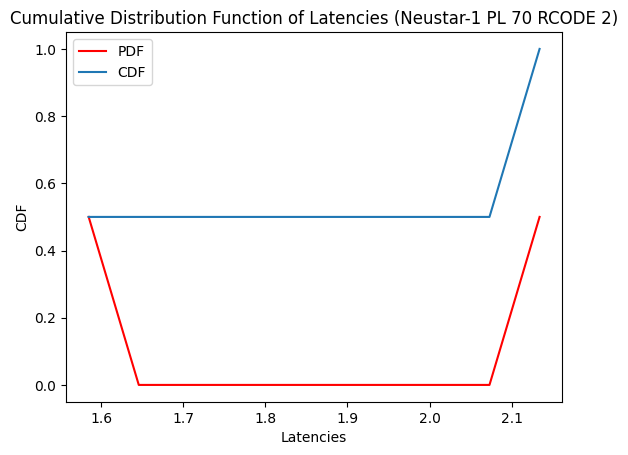 Cumulative Distribution Function of Latencies (Neustar-1 PL 70 RCODE 2)
PDF
CDF
1.0
0.8
0.6
0.4
0.2
0.0
CDF
1.6
1.7
1.8
1.9
2.0
2.1
Latencies